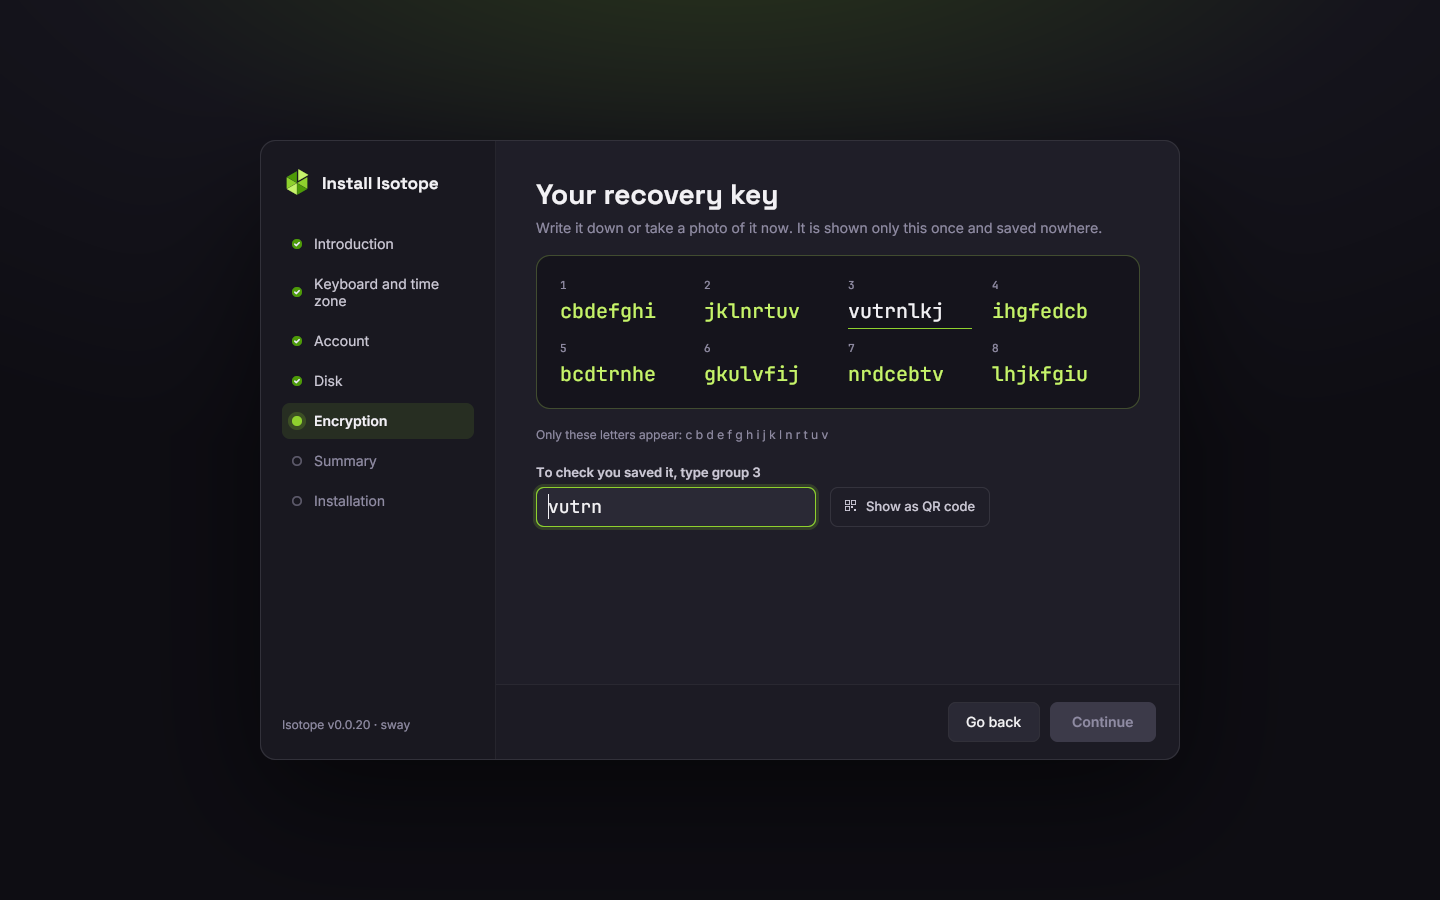 Install Isotope
Introduction
Keyboard and time
zone
Account
Disk
Encryption
Summary
Installation
Isotope v0.0.20 · sway
Your recovery key
Write it down or take a photo of it now. It is shown only this once and saved nowhere.
1 2 3 4
cbdefghi jklnrtuv vutrnlkj ihgfedcb
5 6 7 8
bcdtrnhe gkulvfij nrdcebtv lhjkfgiu
Only these letters appear: c b d e f g h i j k l n r t u v
To check you saved it, type group 3
vutrn
Show as QR code
Go back
Continue